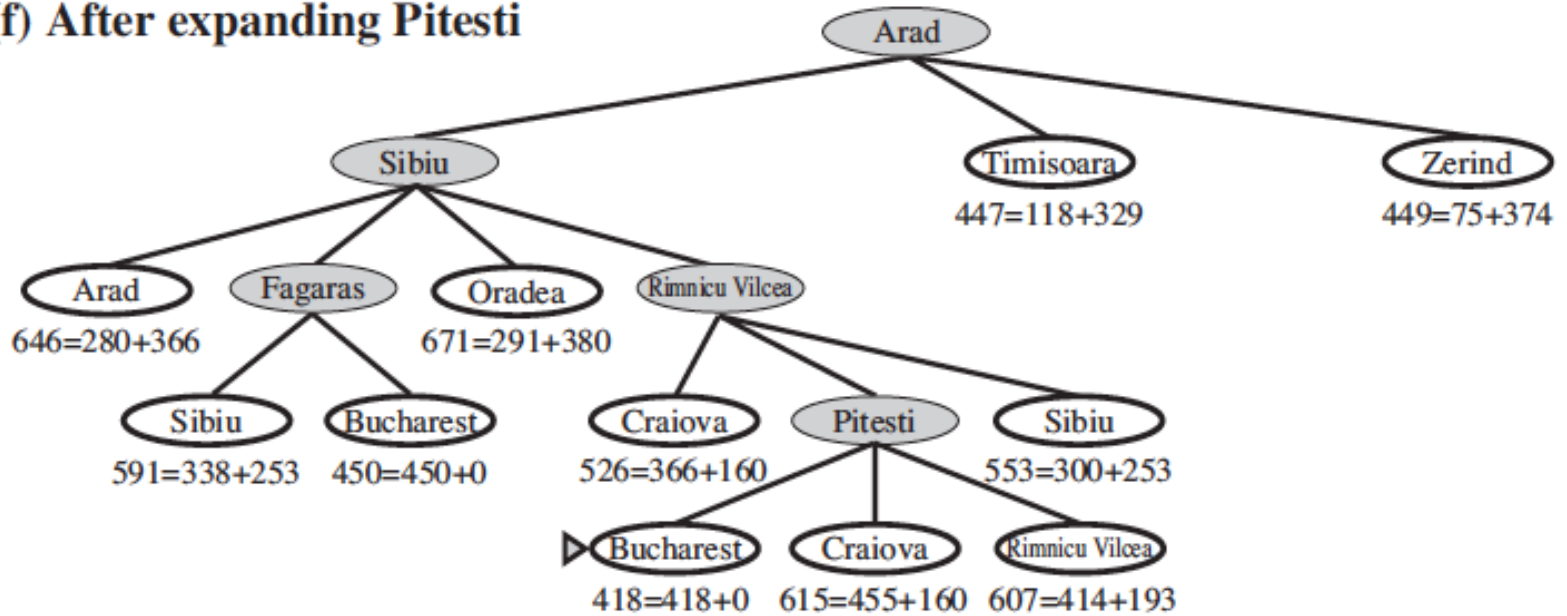 f) After expanding Pitesti
Arad
Sibiu
Timisoara
Zerind
447=118+329
449=75+374
Arad
Fagaras
Oradea
Rimnicu Vilcea
646=280+366
671=291+380
Sibiu
Bucharest
Craiova
Pitesti
Sibiu
591=338+253
450=450+0
526=366+160
553=300+253
Bucharest
Craiova
Rimnicu Vilcea
418=418+0
615=455+160
607=414+193